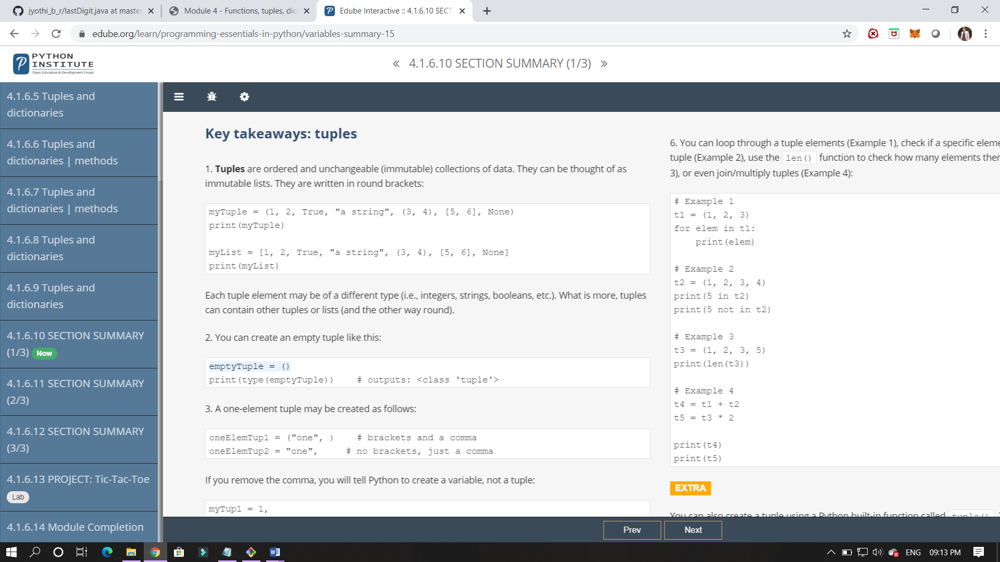 jyothi_b_r/lastDigit.java at master
Module 4 - Functions, tuples, dict
Edube Interactive :: 4.1.6.10 SECT
edube.org/learn/programming-essentials-in-python/variables-summary-15
PYTHON
INSTITUTE
Open Education & Development Group
« 4.1.6.10 SECTION SUMMARY (1/3) »
4.1.6.5 Tuples and
dictionaries
4.1.6.6 Tuples and
dictionaries | methods
4.1.6.7 Tuples and
dictionaries | methods
4.1.6.8 Tuples and
dictionaries
4.1.6.9 Tuples and
dictionaries
4.1.6.10 SECTION SUMMARY
(1/3) Now
4.1.6.11 SECTION SUMMARY
(2/3)
4.1.6.12 SECTION SUMMARY
(3/3)
4.1.6.13 PROJECT: Tic-Tac-Toe
Lab
4.1.6.14 Module Completion
Key takeaways: tuples
1. Tuples are ordered and unchangeable (immutable) collections of data. They can be thought of as
immutable lists. They are written in round brackets:
myTuple = (1, 2, True, "a string", (3, 4), [5, 6], None)
print(myTuple)
myList = [1, 2, True, "a string", (3, 4), [5, 6], None]
print(myList)
Each tuple element may be of a different type (i.e., integers, strings, booleans, etc.). What is more, tuples
can contain other tuples or lists (and the other way round).
2. You can create an empty tuple like this:
emptyTuple = ()
print(type(emptyTuple))    # outputs: <class 'tuple'>
3. A one-element tuple may be created as follows:
oneElemTup1 = ("one", )    # brackets and a comma
oneElemTup2 = "one",     # no brackets, just a comma
If you remove the comma, you will tell Python to create a variable, not a tuple:
myTup1 = 1,
6. You can loop through a tuple elements (Example 1), check if a specific eleme
tuple (Example 2), use the len() function to check how many elements ther
3), or even join/multiply tuples (Example 4):
# Example 1
t1 = (1, 2, 3)
for elem in t1:
    print(elem)
# Example 2
t2 = (1, 2, 3, 4)
print(5 in t2)
print(5 not in t2)
# Example 3
t3 = (1, 2, 3, 5)
print(len(t3))
# Example 4
t4 = t1 + t2
t5 = t3 * 2
print(t4)
print(t5)
EXTRA
You can also create a tuple using a Python built-in function called tuple()
Prev
Next
ENG
09:13 PM